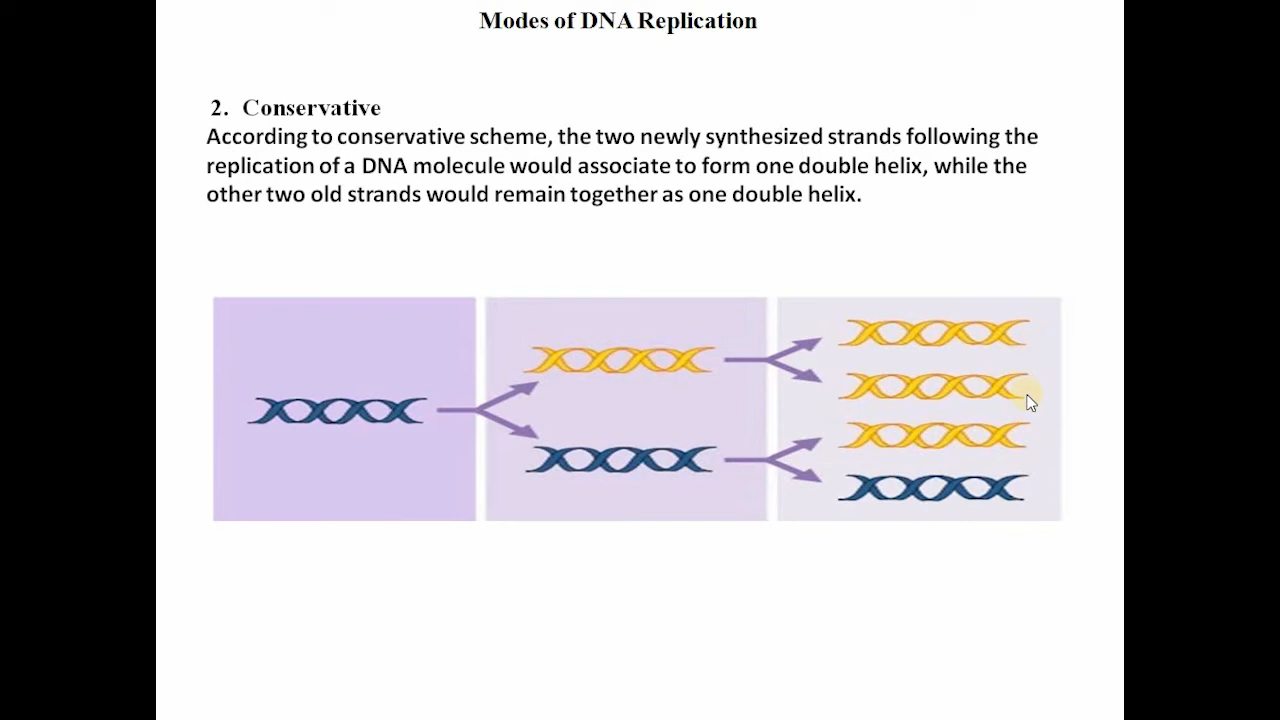 Modes of DNA Replication
2. Conservative
According to conservative scheme, the two newly synthesized strands following the
replication of a DNA molecule would associate to form one double helix, while the
other two old strands would remain together as one double helix.